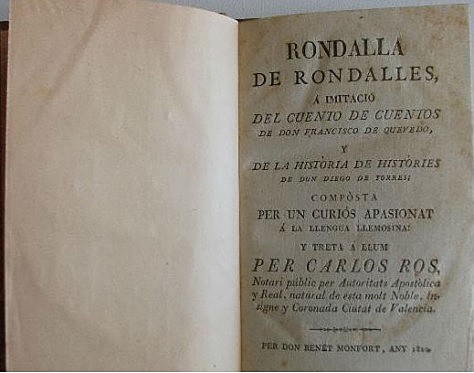 RONDALLA
DE RONDALLES,
Á IMITACIÓ
DEL CUENTO DE CUENTOS
DE DON FRANCISCO DE QUEVEDO,
Y
DE LA HISTÒRIA DE HISTÒRIES
DE DON DIEGO DE TORRES;
COMPÒSTA
PER UN CURIÓS APASIONAT
Á LA LLENGUA LLEMOSINA:
Y TRETA Á LLUM
PER CARLOS ROS,
Notari públic per Autoritats Apostòlica
y Real, natural de esta molt Noble, In-
signe y Coronada Ciutat de Valencia.
PER DON BENÉT MONFORT, ANY